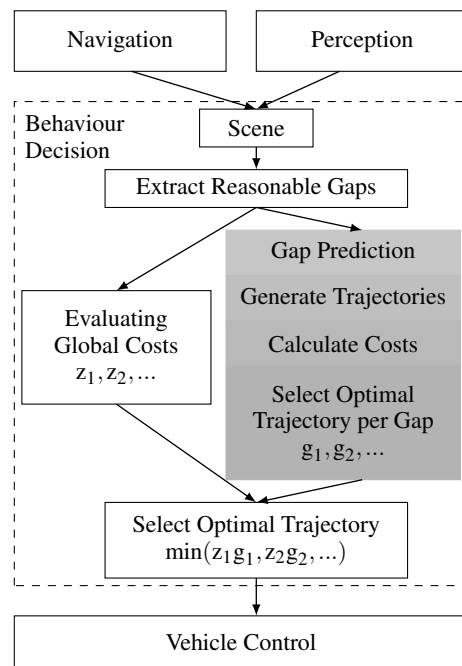 Navigation
Perception
Behaviour
Decision
Scene
Extract Reasonable Gaps
Gap Prediction
Generate Trajectories
Calculate Costs
Evaluating
Global Costs
z₁, z₂, ...
Select Optimal
Trajectory per Gap
g₁, g₂, ...
Select Optimal Trajectory
min(z₁g₁, z₂g₂, ...)
Vehicle Control